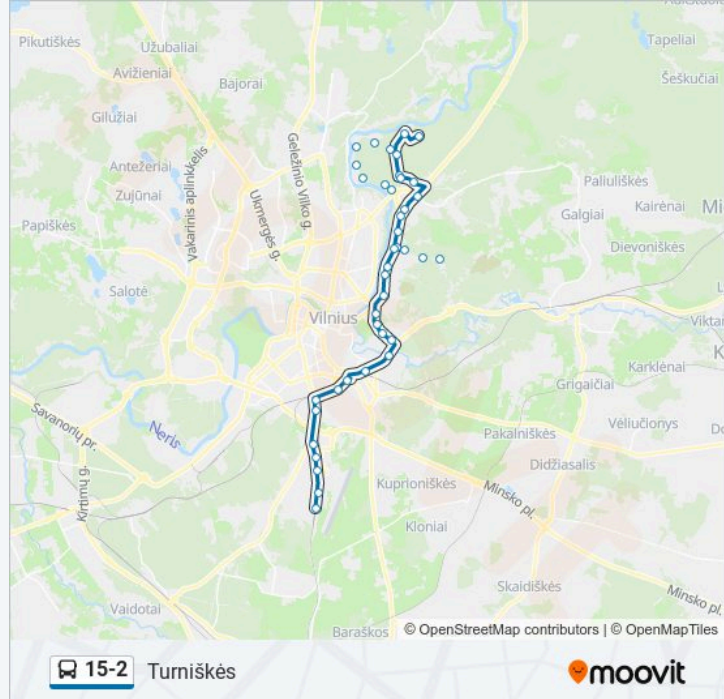 Pikutiškės
Užubaliai
Tapeliai
Avižieniai
Bajorai
Šeškučiai
Gilužiai
Geležinio Vilko g.
Antežeriai
Zujūnai
Vakarinis aplinkkelis
Ukmergės g.
Paliuliškės
Galgiai
Kairėnai
Papiškės
Dievoniškės
Salotė
Vilnius
Karklėnai
Grigaičiai
Savanorių pr.
Neris
Vėliučionys
Pakalniškės
Didžiasalis
Kirtimų g.
Kuprioniškės
Minsko pl.
Kloniai
Skaidiškės
Vaidotai
Minsko pl.
Baraškos
© OpenStreetMap contributors | © OpenMapTiles
15-2 Turniškės
moovit